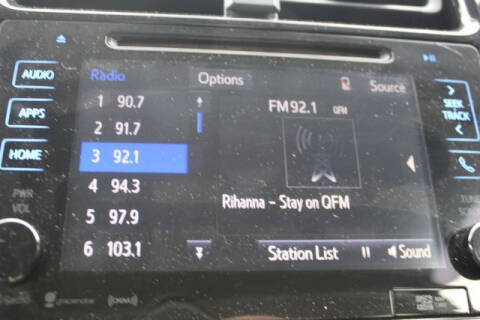 AUDIO
APPS
HOME
PWR
VOL
Radio
Options
Source
1 90.7
2 91.7
3 92.1
4 94.3
5 97.9
6 103.1
FM 92.1 QFM
Rihanna - Stay on QFM
Station List
Sound
SEEK
TRACK
TUNE
gracenote